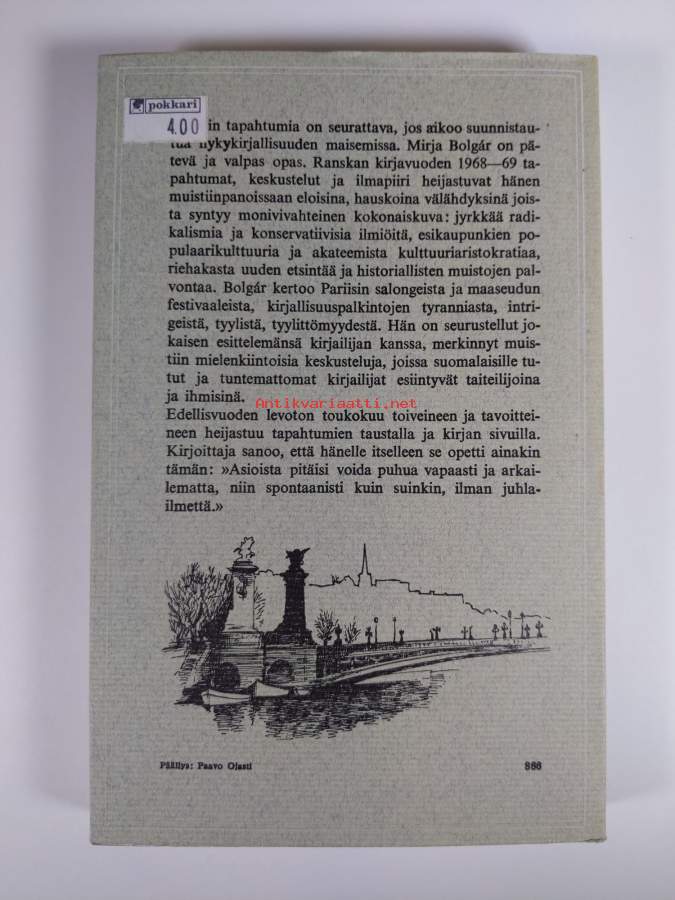 pokkari
4.00
in tapahtumia on seurattava, jos aikoo suunnistau-
tua nykykirjallisuuden maisemissa. Mirja Bolgár on pä-
tevä ja valpas opas. Ranskan kirjavuoden 1968—69 ta-
pahtumat, keskustelut ja ilmapiiri heijastuvat hänen
muistiinpanoissaan eloisina, hauskoina välähdyksinä jois-
ta syntyy monivivahteinen kokonaiskuva: jyrkkää radi-
kalismia ja konservatiivisia ilmiöitä, esikaupunkien po-
pulaarikulttuuria ja akateemista kulttuuriaristokratiaa,
riehakasta uuden etsintää ja historiallisten muistojen pal-
vontaa. Bolgár kertoo Pariisin salongeista ja maaseudun
festivaaleista, kirjallisuuspalkintojen tyranniasta, intri-
geistä, tyylistä, tyylittömyydestä. Hän on seurustellut jo-
kaisen esittelemänsä kirjailijan kanssa, merkinnyt muis-
tiin mielenkiintoisia keskusteluja, joissa suomalaisille tu-
tut ja tuntemattomat kirjailijat esiintyvät taiteilijoina
ja ihmisinä.
Antikvariaatti.net
Edellisvuoden levoton toukokuu toiveineen ja tavoittei-
neen heijastuu tapahtumien taustalla ja kirjan sivuilla.
Kirjoittaja sanoo, että hänelle itselleen se opetti ainakin
tämän: »Asioista pitäisi voida puhua vapaasti ja arkai-
lematta, niin spontaanisti kuin suinkin, ilman juhla-
ilmettä.»
Päällys: Paavo Olasti
866